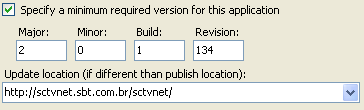 Specify a minimum required version for this application
Major: Minor: Build: Revision:
2 0 1 134
Update location (if different than publish location):
http://sctvnet.sbt.com.br/sctvnet/